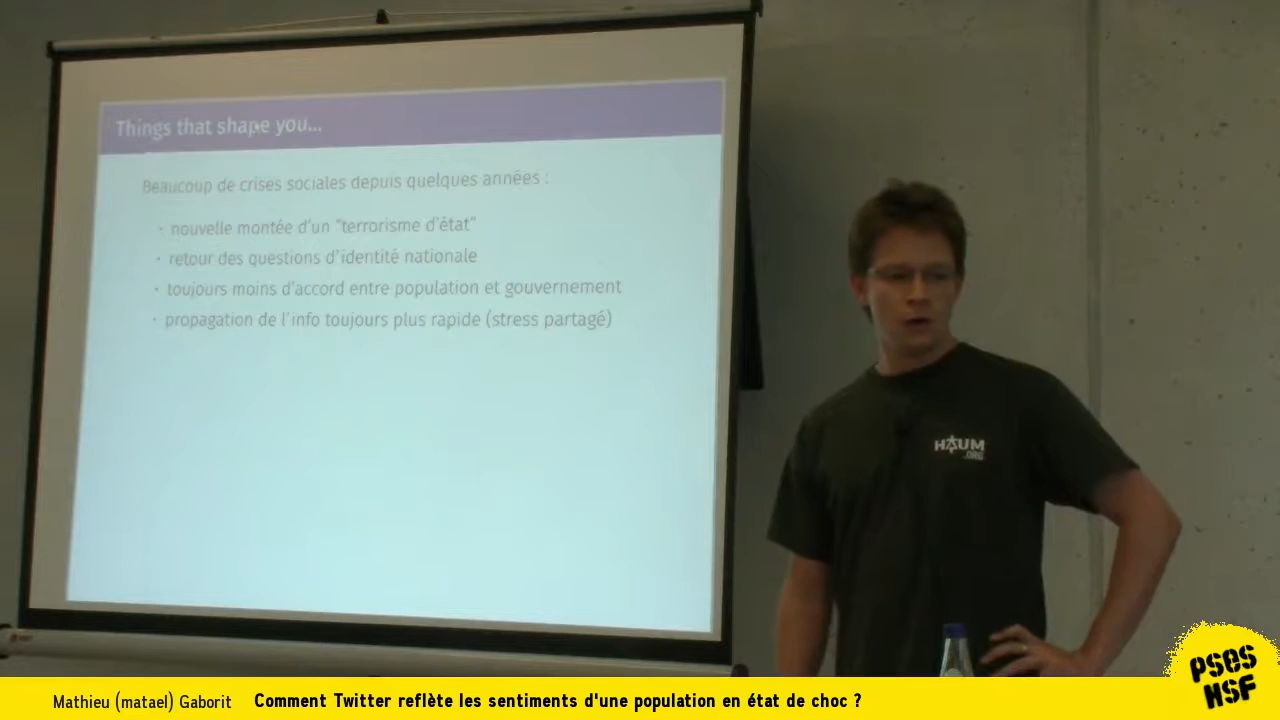 Things that shape you...
Beaucoup de crises sociales depuis quelques années :
· nouvelle montée d'un "terrorisme d'état"
· retour des questions d'identité nationale
· toujours moins d'accord entre population et gouvernement
· propagation de l'info toujours plus rapide (stress partagé)
HAUM
.ORG
PSES
HSF
Mathieu (matael) Gaborit Comment Twitter reflète les sentiments d'une population en état de choc ?